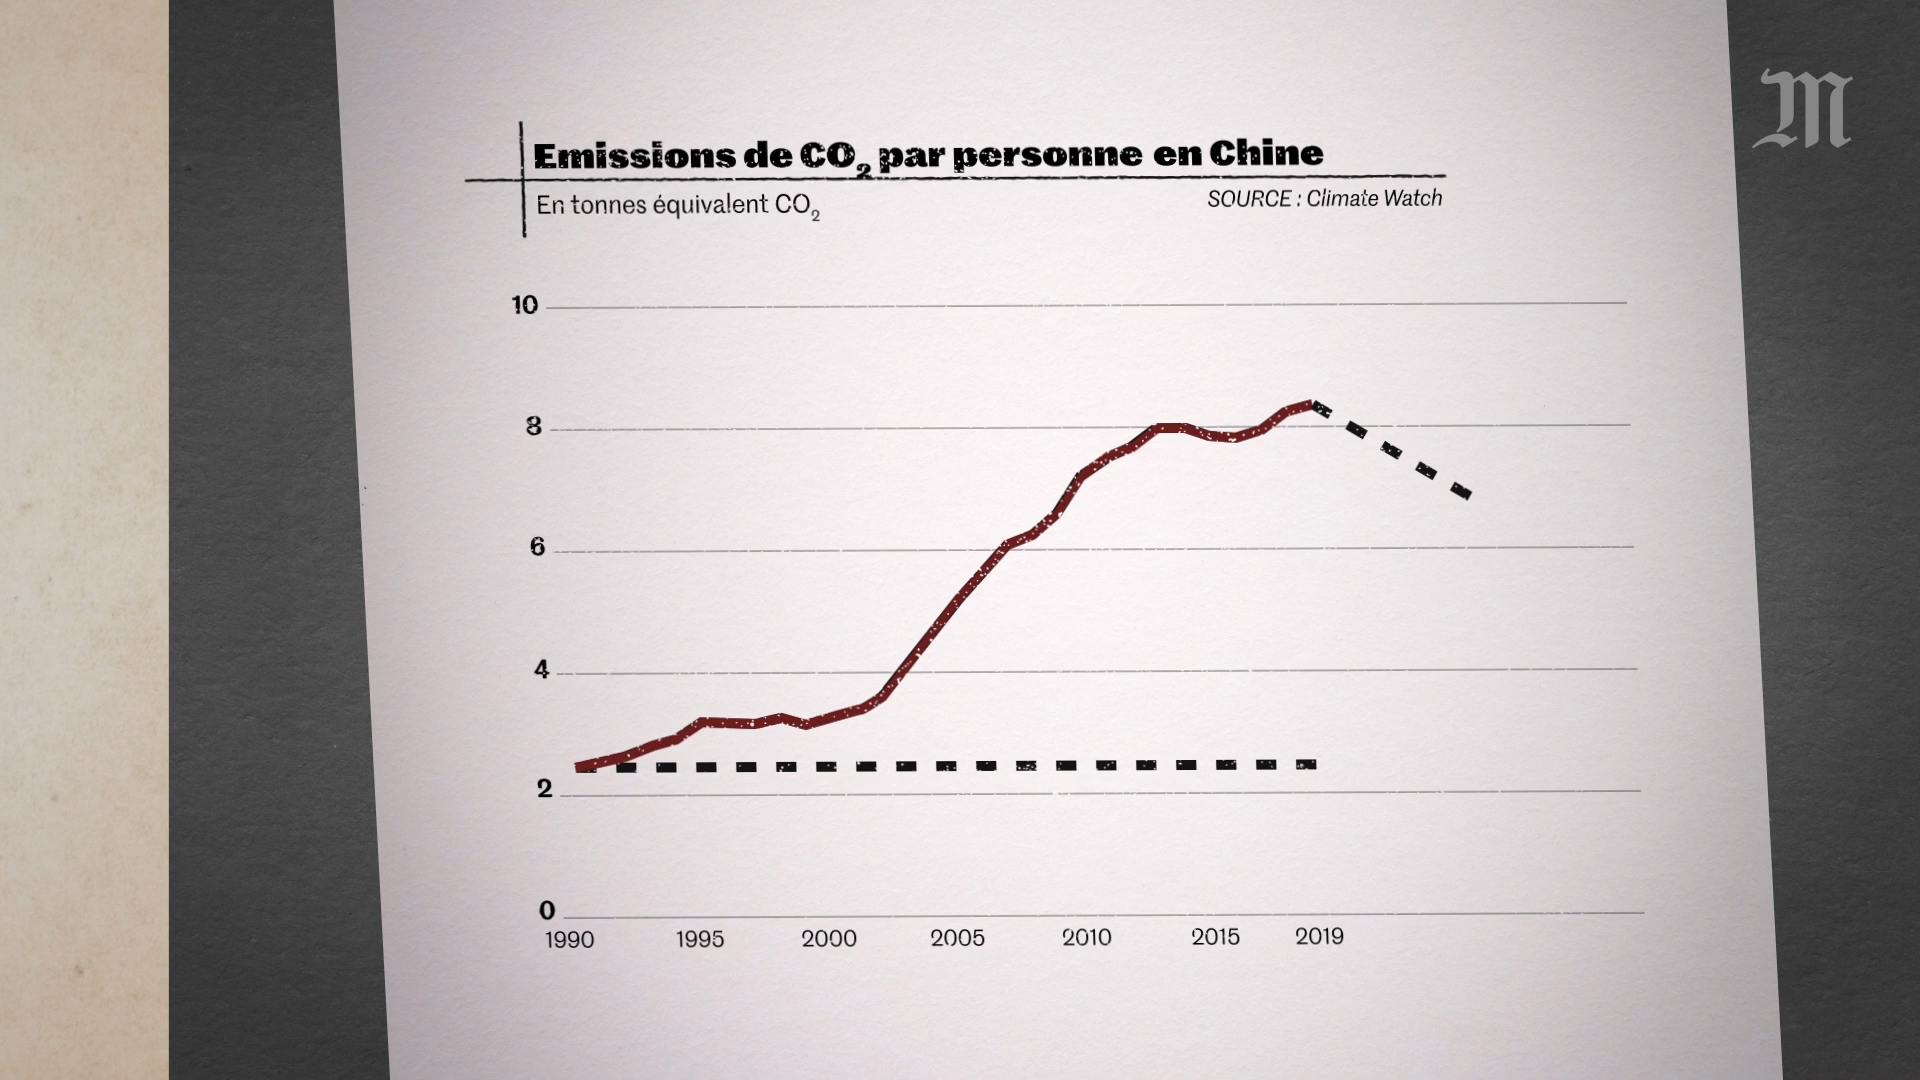 M
Emissions de CO₂ par personne en Chine
En tonnes équivalent CO₂
SOURCE : Climate Watch
10
8
6
4
2
0
1990 1995 2000 2005 2010 2015 2019